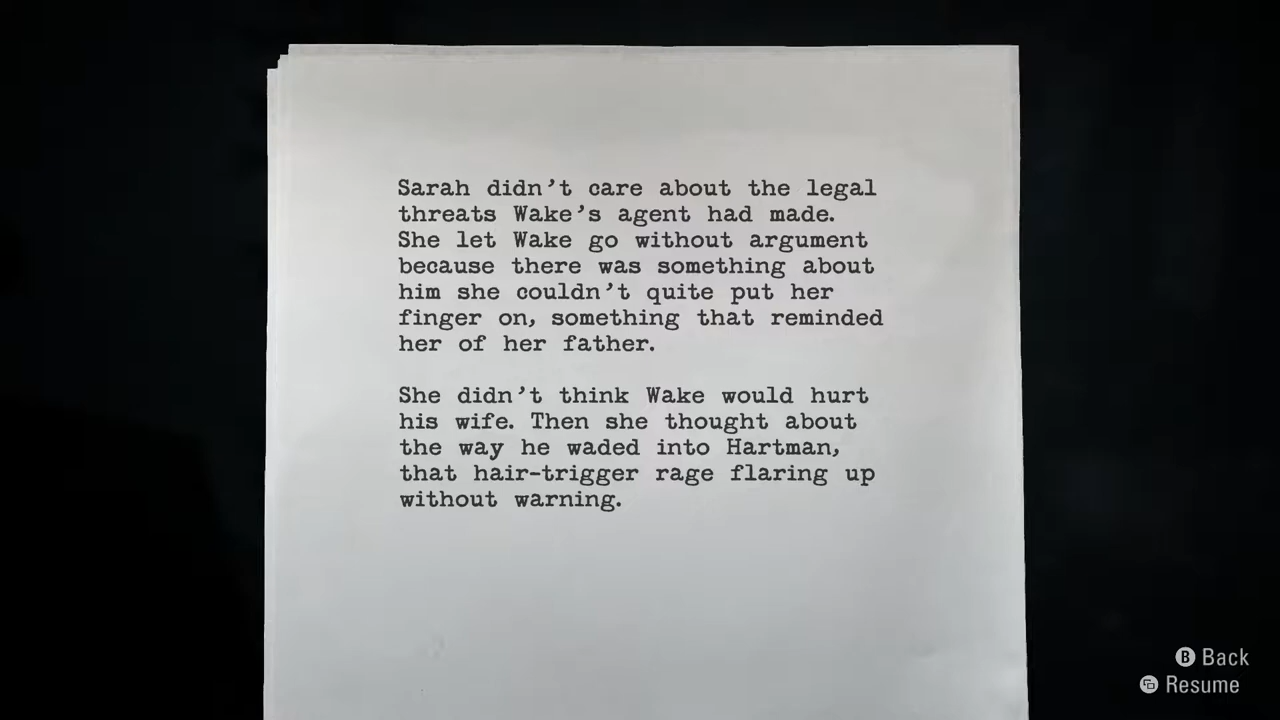 Sarah didn't care about the legal
threats Wake's agent had made.
She let Wake go without argument
because there was something about
him she couldn't quite put her
finger on, something that reminded
her of her father.
She didn't think Wake would hurt
his wife. Then she thought about
the way he waded into Hartman,
that hair-trigger rage flaring up
without warning.
B Back
Resume